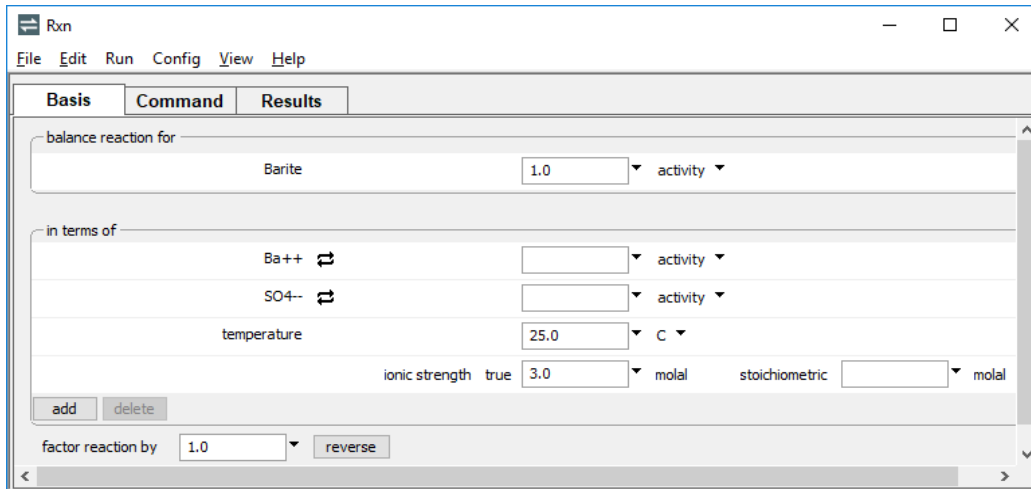 Rxn
File Edit Run Config View Help
Basis Command Results
balance reaction for
Barite 1.0 activity
in terms of
Ba++ activity
SO4-- activity
temperature 25.0 C
ionic strength true 3.0 molal stoichiometric molal
add delete
factor reaction by 1.0 reverse